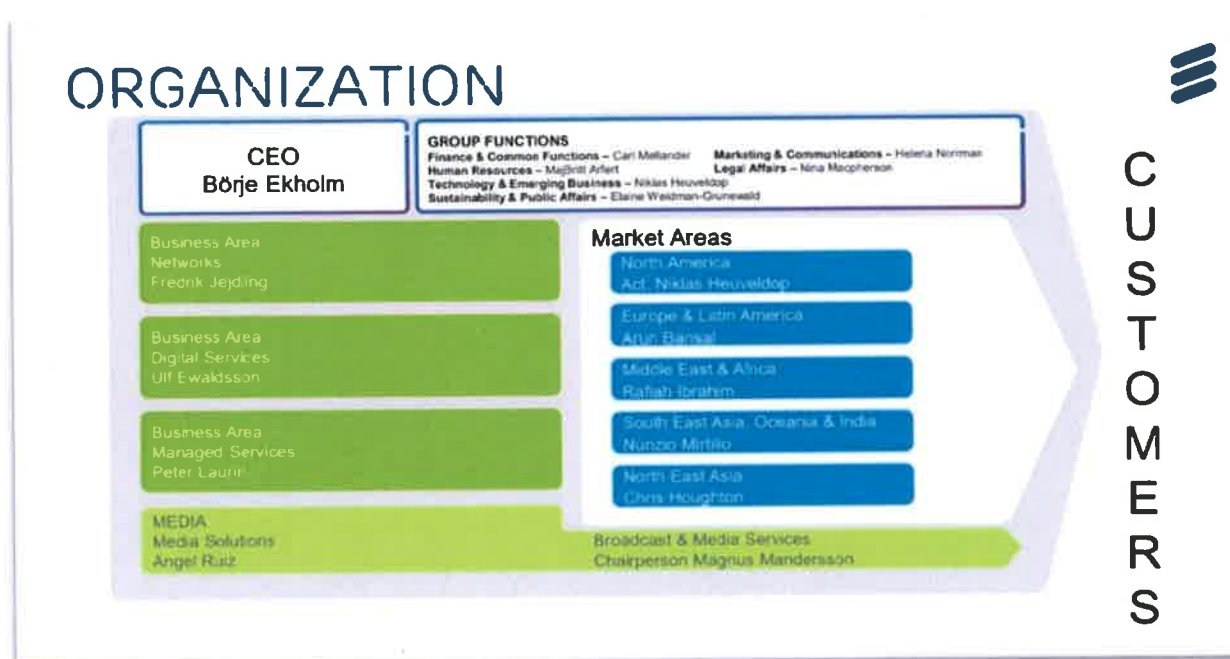 ORGANIZATION
CEO
Börje Ekholm
GROUP FUNCTIONS
Finance & Common Functions – Carl Mellander
Marketing & Communications – Helena Norrman
Human Resources – MajBritt Arfert
Legal Affairs – Nina Macpherson
Technology & Emerging Business – Niklas Heuveldop
Sustainability & Public Affairs – Elaine Weidman-Grunewald
Business Area
Networks
Fredrik Jejdling
Business Area
Digital Services
Ulf Ewaldsson
Business Area
Managed Services
Peter Laurin
Market Areas
North America
Act. Niklas Heuveldop
Europe & Latin America
Arun Bansal
Middle East & Africa
Rafiah Ibrahim
South East Asia, Oceania & India
Nunzio Mirtillo
North East Asia
Chris Houghton
MEDIA
Media Solutions
Angel Ruiz
Broadcast & Media Services
Chairperson Magnus Mandersson
CUSTOMERS